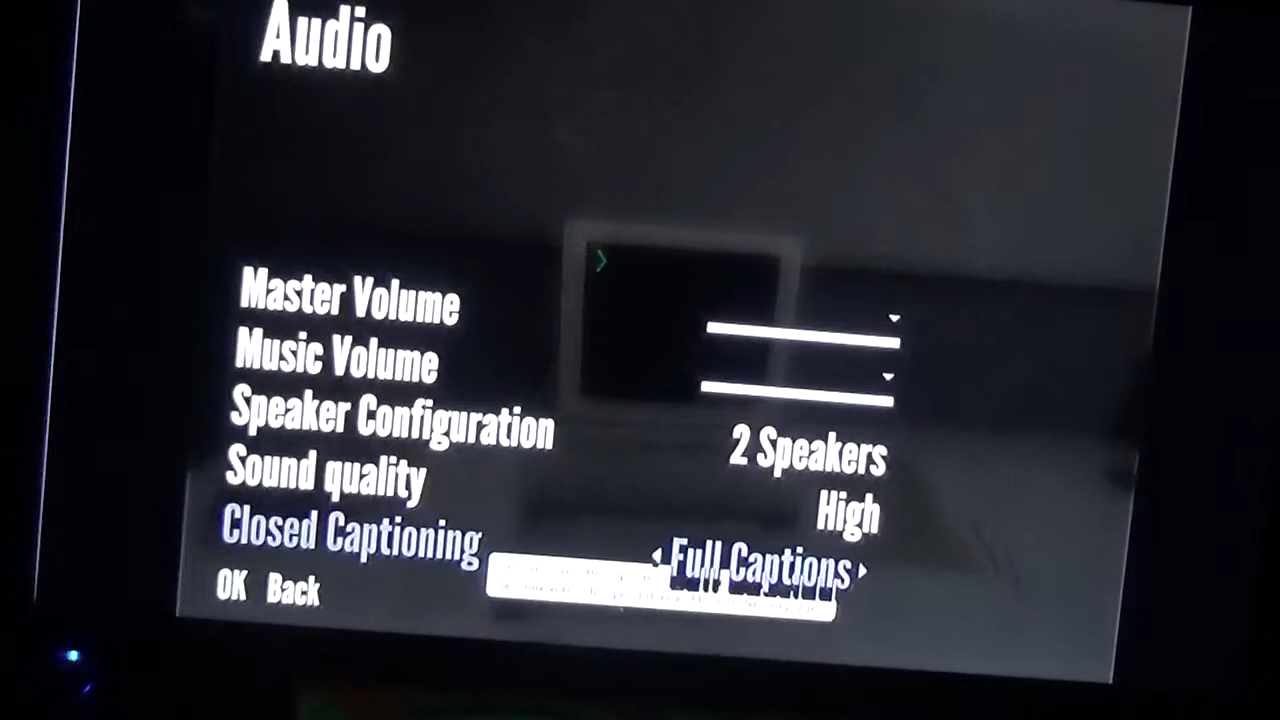 Audio
Master Volume
Music Volume
Speaker Configuration 2 Speakers
Sound quality High
Closed Captioning Full Captions
OK Back